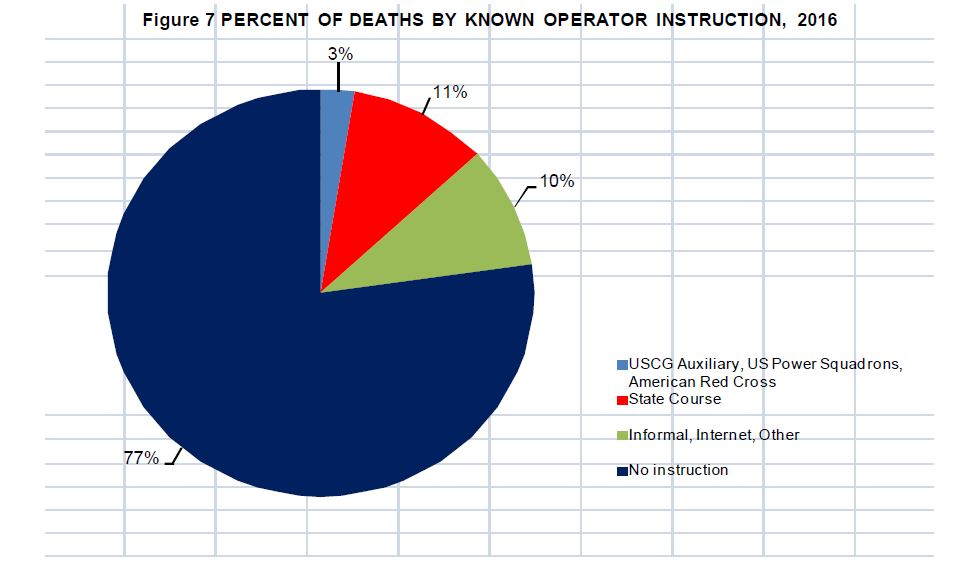 Figure 7 PERCENT OF DEATHS BY KNOWN OPERATOR INSTRUCTION, 2016
3%
11%
10%
77%
USCG Auxiliary, US Power Squadrons,
American Red Cross
State Course
Informal, Internet, Other
No instruction